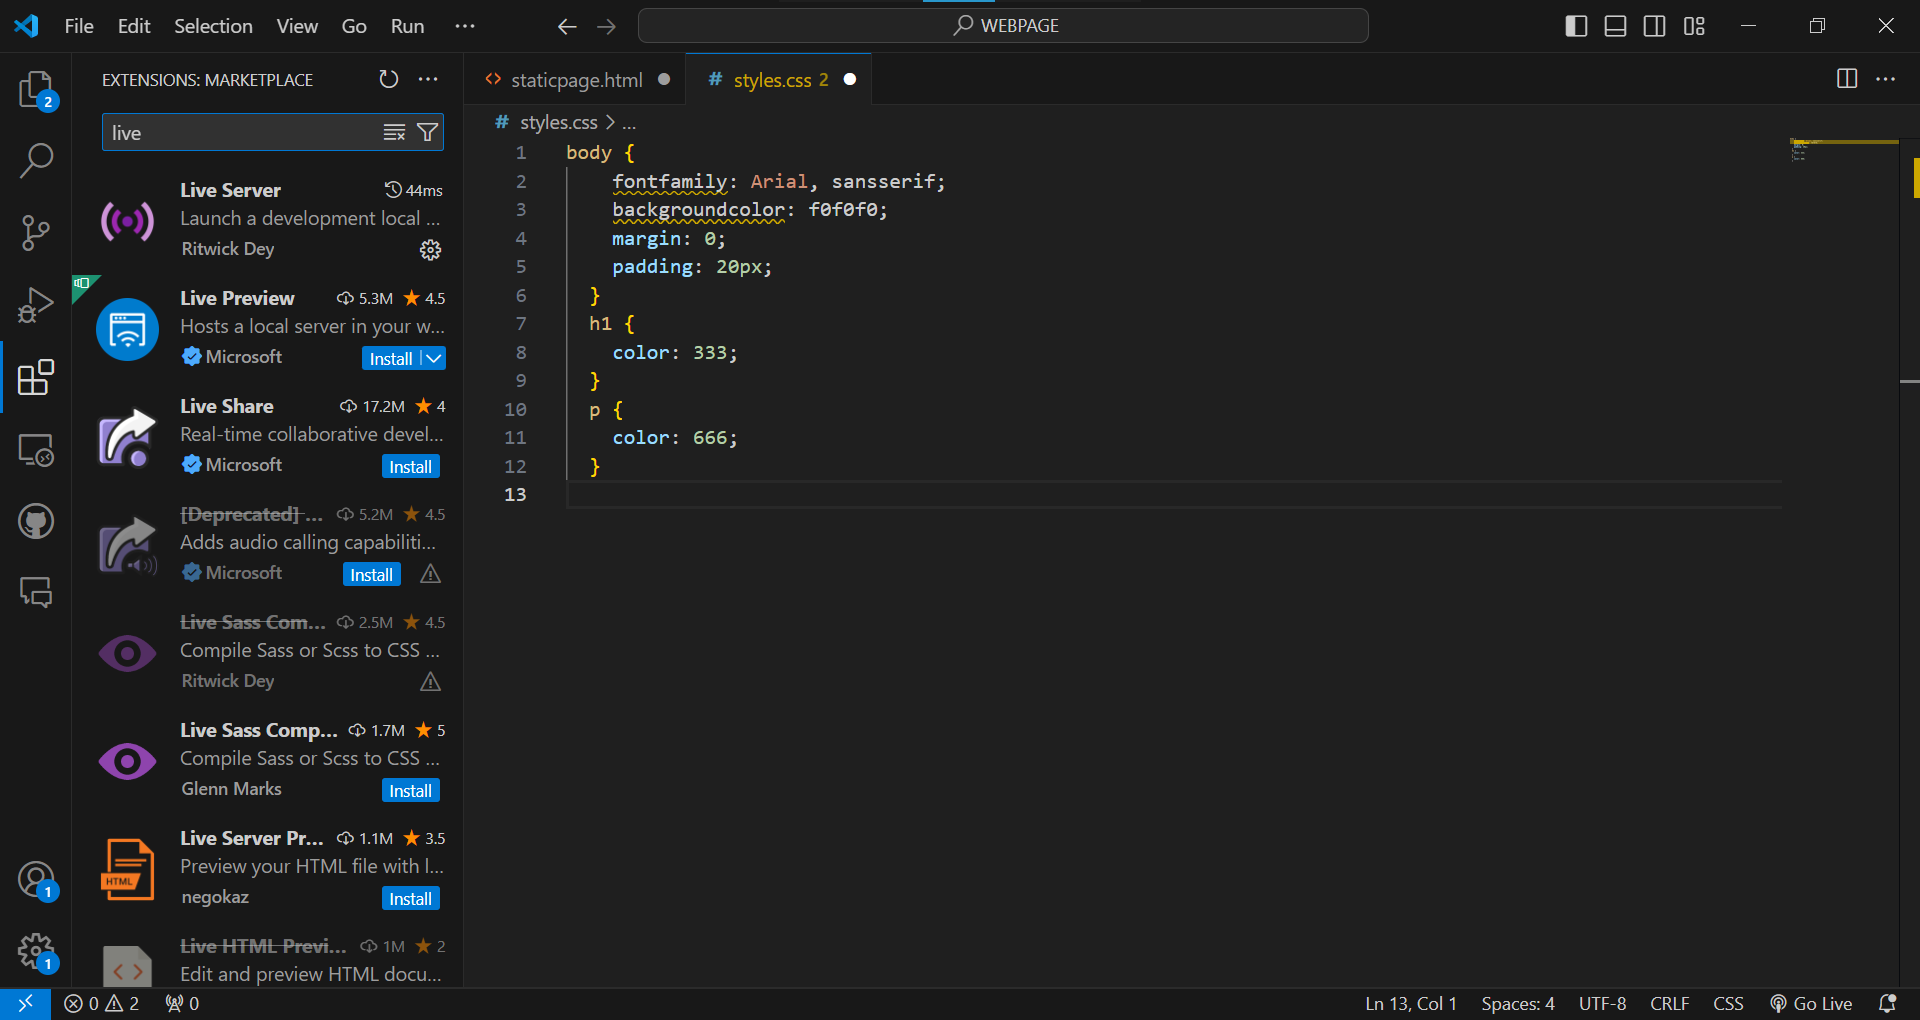 File Edit Selection View Go Run ··· WEBPAGE
EXTENSIONS: MARKETPLACE
live
Live Server 44ms
Launch a development local ...
Ritwick Dey
Live Preview 5.3M 4.5
Hosts a local server in your w...
Microsoft Install
Live Share 17.2M 4
Real-time collaborative devel...
Microsoft Install
[Deprecated] ... 5.2M 4.5
Adds audio calling capabiliti...
Microsoft Install
Live Sass Com... 2.5M 4.5
Compile Sass or Scss to CSS ...
Ritwick Dey
Live Sass Comp... 1.7M 5
Compile Sass or Scss to CSS ...
Glenn Marks Install
Live Server Pr... 1.1M 3.5
Preview your HTML file with l...
HTML
negokaz Install
Live HTML Previ... 1M 2
Edit and preview HTML docu...
2
1
1
<> staticpage.html # styles.css 2
# styles.css > ...
1 body {
2 fontfamily: Arial, sansserif;
3 backgroundcolor: f0f0f0;
4 margin: 0;
5 padding: 20px;
6 }
7 h1 {
8 color: 333;
9 }
10 p {
11 color: 666;
12 }
13
0 2 0 Ln 13, Col 1 Spaces: 4 UTF-8 CRLF CSS Go Live